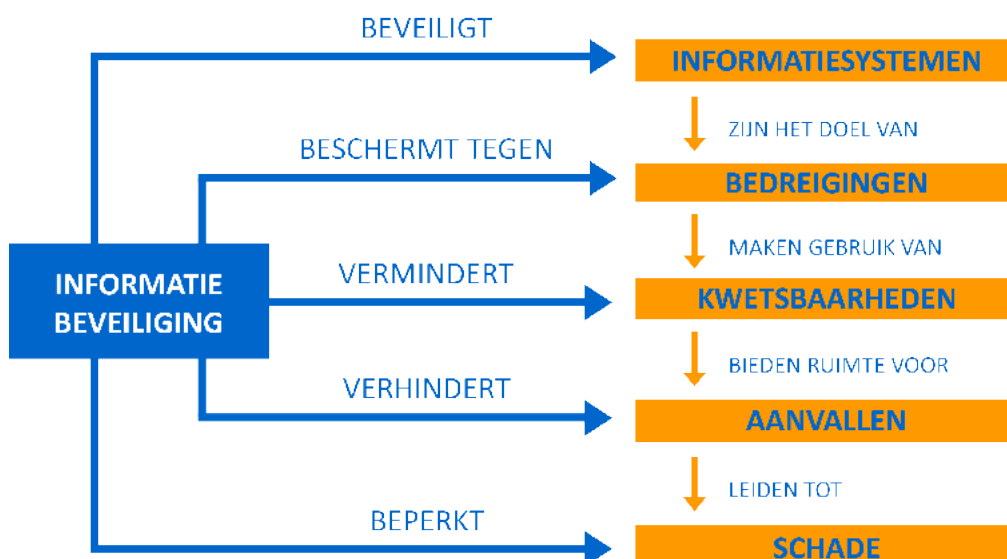 BEVEILIGT
INFORMATIESYSTEMEN
ZIJN HET DOEL VAN
BESCHERMT TEGEN
BEDREIGINGEN
MAKEN GEBRUIK VAN
INFORMATIE
BEVEILIGING
VERMINDERT
KWETSBAARHEDEN
BIEDEN RUIMTE VOOR
VERHINDERT
AANVALLEN
LEIDEN TOT
BEPERKT
SCHADE